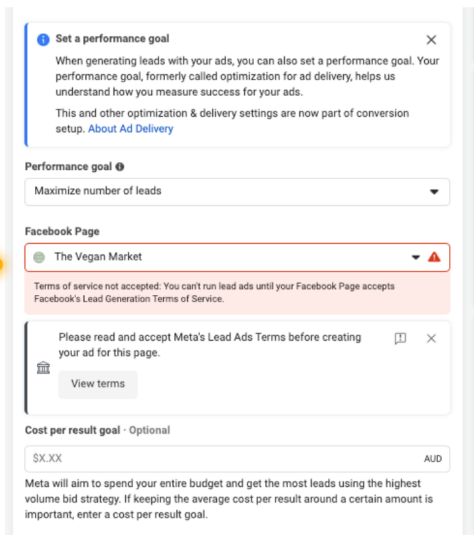 Set a performance goal
When generating leads with your ads, you can also set a performance goal. Your
performance goal, formerly called optimization for ad delivery, helps us
understand how you measure success for your ads.
This and other optimization & delivery settings are now part of conversion
setup. About Ad Delivery
Performance goal
Maximize number of leads
Facebook Page
The Vegan Market
Terms of service not accepted: You can't run lead ads until your Facebook Page accepts
Facebook's Lead Generation Terms of Service.
Please read and accept Meta's Lead Ads Terms before creating
your ad for this page.
View terms
Cost per result goal · Optional
$X.XX AUD
Meta will aim to spend your entire budget and get the most leads using the highest
volume bid strategy. If keeping the average cost per result around a certain amount is
important, enter a cost per result goal.